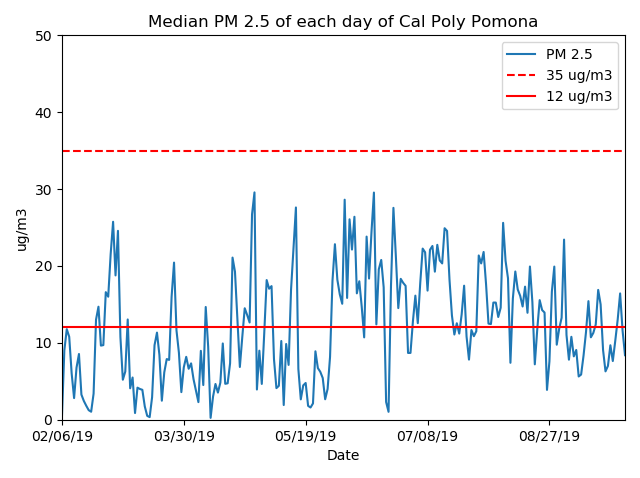 Median PM 2.5 of each day of Cal Poly Pomona
PM 2.5
35 ug/m3
12 ug/m3
50
40
30
20
10
0
ug/m3
02/06/19 03/30/19 05/19/19 07/08/19 08/27/19
Date